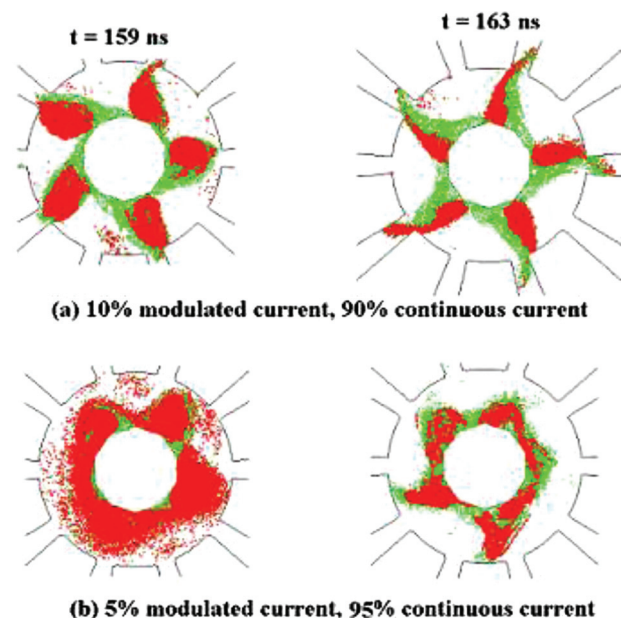 t = 159 ns
t = 163 ns
(a) 10% modulated current, 90% continuous current
(b) 5% modulated current, 95% continuous current